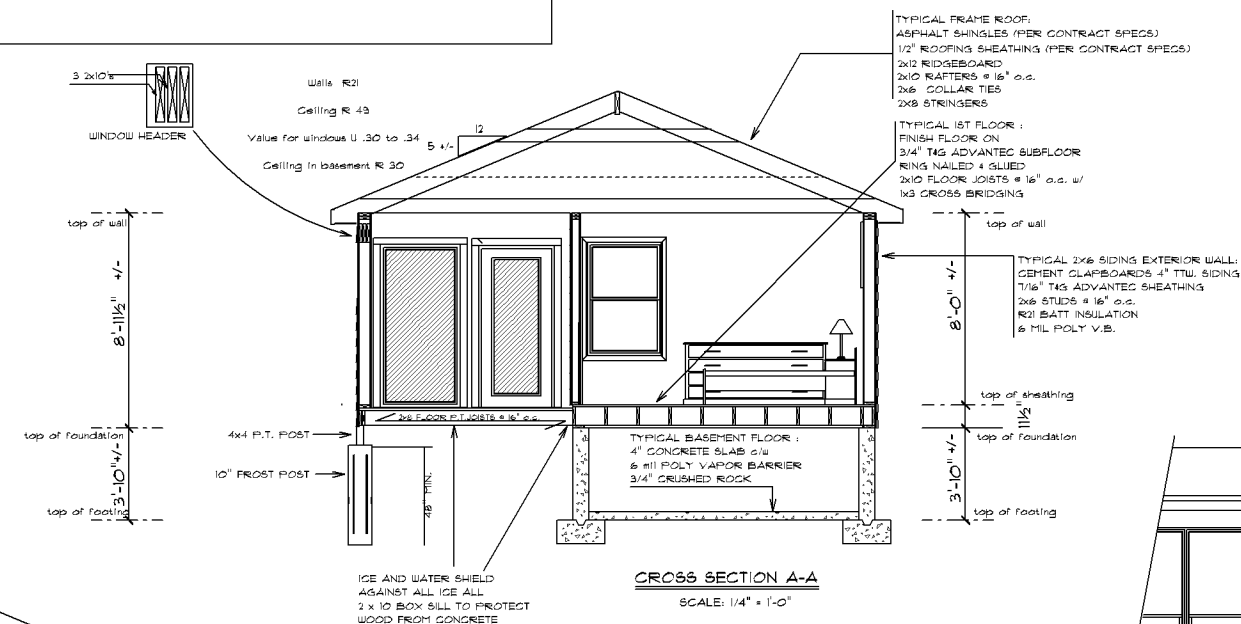 TYPICAL FRAME ROOF:
ASPHALT SHINGLES (PER CONTRACT SPECS)
1/2" ROOFING SHEATHING (PER CONTRACT SPECS)
2x12 RIDGEBOARD
2x10 RAFTERS @ 16" o.c.
2x6 COLLAR TIES
2x8 STRINGERS
3 2x10's
WINDOW HEADER
Walls R21
Ceiling R 49
Value for windows U .30 to .34
Ceiling in basement R 30
12
5 +/-
TYPICAL 1ST FLOOR :
FINISH FLOOR ON
3/4" T&G ADVANTEC SUBFLOOR
RING NAILED & GLUED
2x10 FLOOR JOISTS @ 16" o.c. w/
1x3 CROSS BRIDGING
top of wall
8'-11½" +/-
top of foundation
3'-10"+/-
top of footing
top of wall
8'-0" +/-
top of sheathing
11½"
top of foundation
3'-10" +/-
top of footing
TYPICAL 2X6 SIDING EXTERIOR WALL:
CEMENT CLAPBOARDS 4" TTW. SIDING
7/16" T&G ADVANTEC SHEATHING
2x6 STUDS @ 16" o.c.
R21 BATT INSULATION
6 MIL POLY V.B.
2x8 FLOOR P.T.JOISTS @ 16" o.c.
4x4 P.T. POST
10" FROST POST
48" MIN.
TYPICAL BASEMENT FLOOR :
4" CONCRETE SLAB c/w
6 mil POLY VAPOR BARRIER
3/4" CRUSHED ROCK
ICE AND WATER SHIELD
AGAINST ALL ICE ALL
2 x 10 BOX SILL TO PROTECT
WOOD FROM CONCRETE
CROSS SECTION A-A
SCALE: 1/4" = 1'-0"